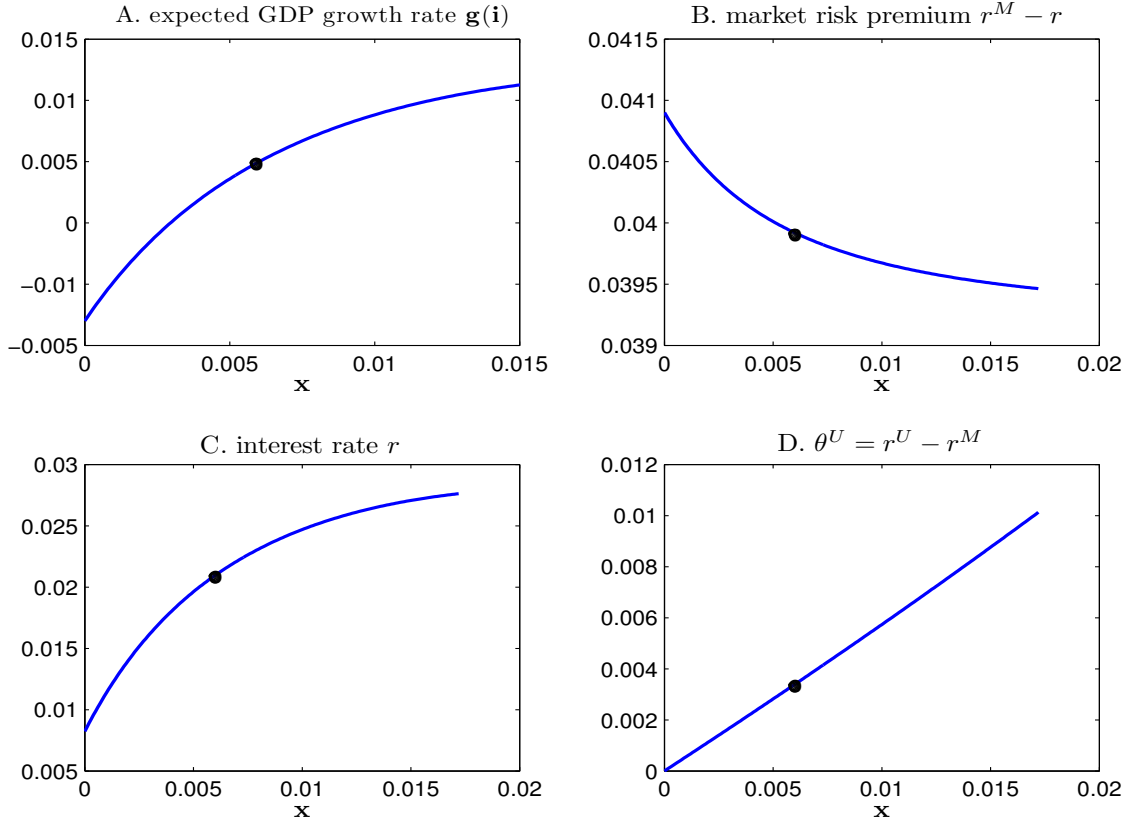 A. expected GDP growth rate g(i)
0.015
0.01
0.005
0
−0.01
−0.005
0 0.005 0.01 0.015
x
B. market risk premium r^M − r
0.0415
0.041
0.0405
0.04
0.0395
0.039
0 0.005 0.01 0.015 0.02
x
C. interest rate r
0.03
0.025
0.02
0.015
0.01
0.005
0 0.005 0.01 0.015 0.02
x
D. θ^U = r^U − r^M
0.012
0.01
0.008
0.006
0.004
0.002
0
0 0.005 0.01 0.015 0.02
x